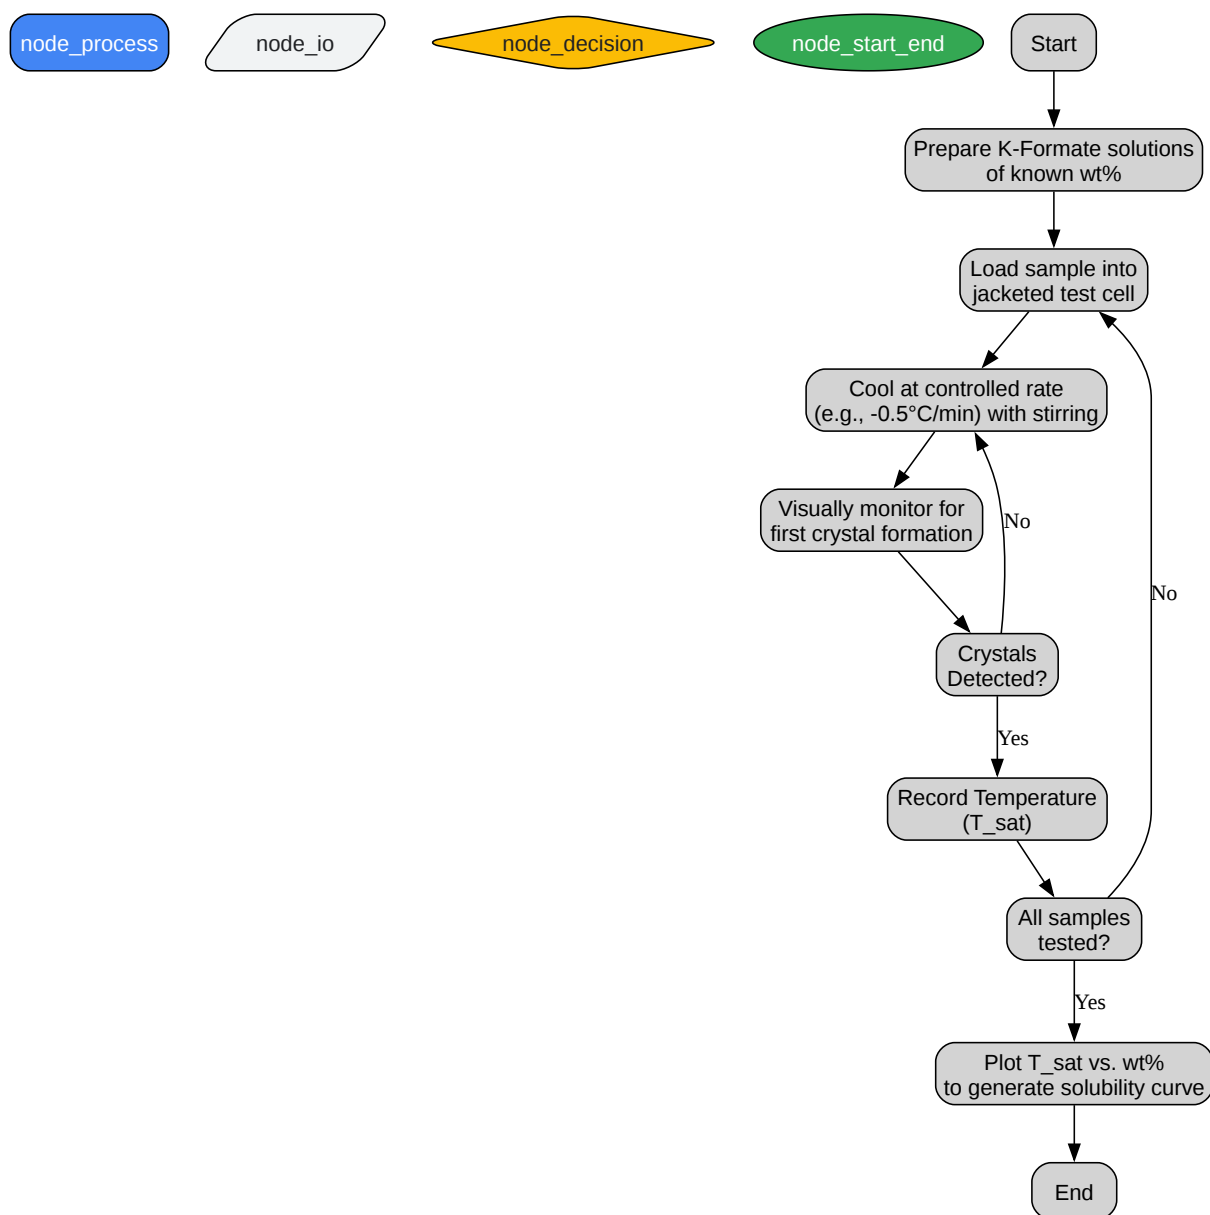 node_process
node_io
node_decision
node_start_end
Start
Prepare K-Formate solutions
of known wt%
Load sample into
jacketed test cell
Cool at controlled rate
(e.g., -0.5°C/min) with stirring
Visually monitor for
first crystal formation
No
No
Crystals
Detected?
Yes
Record Temperature
(T_sat)
All samples
tested?
Yes
Plot T_sat vs. wt%
to generate solubility curve
End